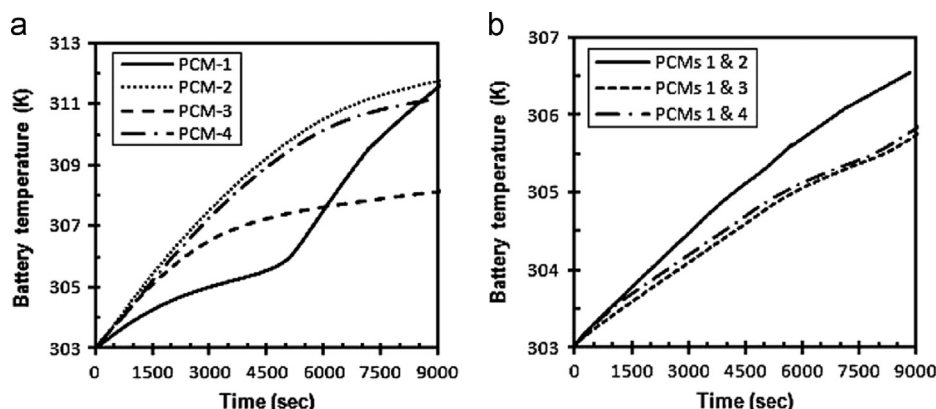 a
313
311
309
307
305
303
Battery temperature (K)
PCM-1
PCM-2
PCM-3
PCM-4
0 1500 3000 4500 6000 7500 9000
Time (sec)
b
307
306
305
304
303
Battery temperature (K)
PCMs 1 & 2
PCMs 1 & 3
PCMs 1 & 4
0 1500 3000 4500 6000 7500 9000
Time (sec)